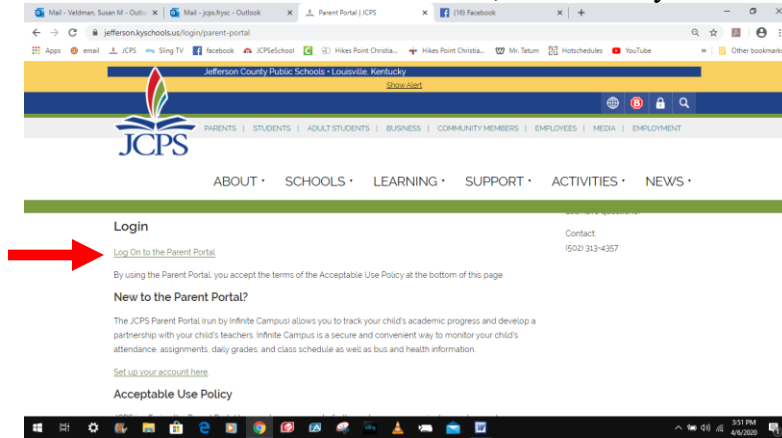 Mail - Veldman, Susan M - Outlo
Mail - jcps.frysc - Outlook
Parent Portal | JCPS
(16) Facebook
jefferson.kyschools.us/login/parent-portal
Apps email JCPS Sling TV facebook JCPSeSchool Hikes Point Christia... Hikes Point Christia... Mr. Tatum Hotschedules YouTube Other bookmarks
Jefferson County Public Schools • Louisville, Kentucky
Show Alert
JCPS
PARENTS | STUDENTS | ADULT STUDENTS | BUSINESS | COMMUNITY MEMBERS | EMPLOYEES | MEDIA | EMPLOYMENT
ABOUT • SCHOOLS • LEARNING • SUPPORT • ACTIVITIES • NEWS •
Login
Contact:
Log On to the Parent Portal
(502) 313-4357
By using the Parent Portal, you accept the terms of the Acceptable Use Policy at the bottom of this page.
New to the Parent Portal?
The JCPS Parent Portal (run by Infinite Campus) allows you to track your child's academic progress and develop a
partnership with your child's teachers. Infinite Campus is a secure and convenient way to monitor your child's
attendance, assignments, daily grades, and class schedule as well as bus and health information.
Set up your account here.
Acceptable Use Policy
3:51 PM
4/6/2020